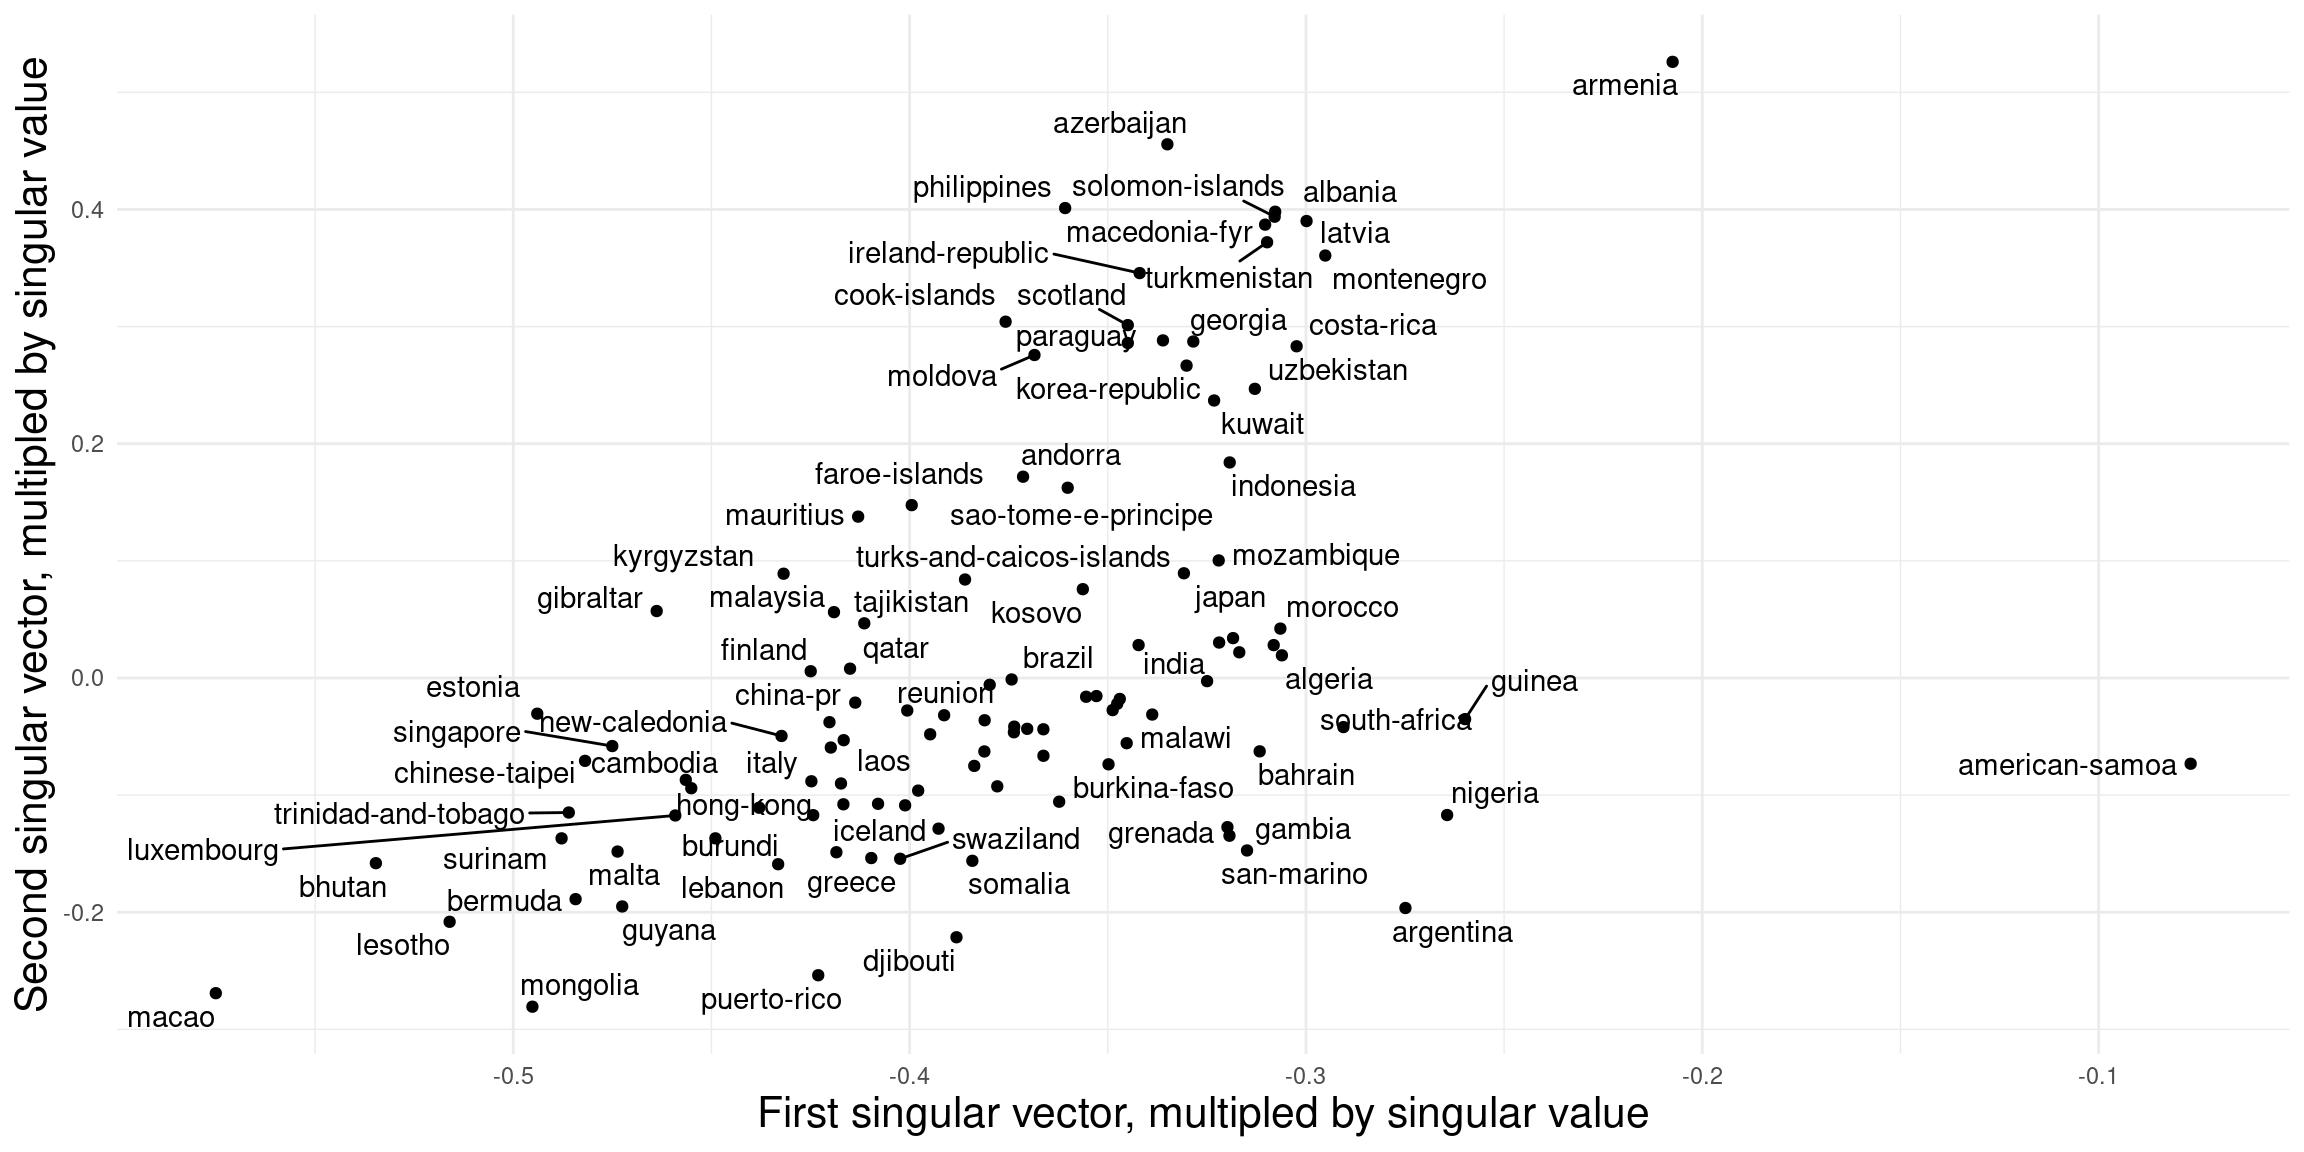 armenia
azerbaijan
philippines
solomon-islands
albania
macedonia-fyr
latvia
ireland-republic
turkmenistan
montenegro
cook-islands
scotland
georgia
costa-rica
paraguay
moldova
uzbekistan
korea-republic
kuwait
andorra
faroe-islands
indonesia
mauritius
sao-tome-e-principe
kyrgyzstan
turks-and-caicos-islands
mozambique
gibraltar
malaysia
tajikistan
kosovo
japan
morocco
finland
qatar
brazil
india
estonia
china-pr
reunion
algeria
guinea
singapore
new-caledonia
south-africa
malawi
chinese-taipei
cambodia
italy
laos
bahrain
american-samoa
trinidad-and-tobago
hong-kong
burkina-faso
nigeria
luxembourg
surinam
burundi
iceland
swaziland
grenada
gambia
bhutan
malta
lebanon
greece
somalia
san-marino
bermuda
lesotho
guyana
djibouti
argentina
macao
mongolia
puerto-rico
0.4
0.2
0.0
-0.2
-0.5
-0.4
-0.3
-0.2
-0.1
First singular vector, multipled by singular value
Second singular vector, multipled by singular value